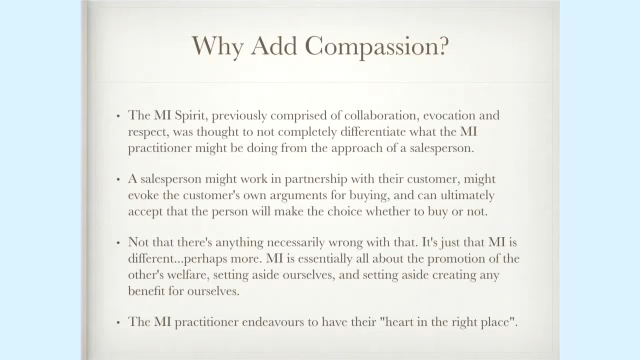 Why Add Compassion?
• The MI Spirit, previously comprised of collaboration, evocation and
respect, was thought to not completely differentiate what the MI
practitioner might be doing from the approach of a salesperson.
• A salesperson might work in partnership with their customer, might
evoke the customer's own arguments for buying, and can ultimately
accept that the person will make the choice whether to buy or not.
• Not that there's anything necessarily wrong with that. It's just that MI is
different...perhaps more. MI is essentially all about the promotion of the
other's welfare, setting aside ourselves, and setting aside creating any
benefit for ourselves.
• The MI practitioner endeavours to have their "heart in the right place".